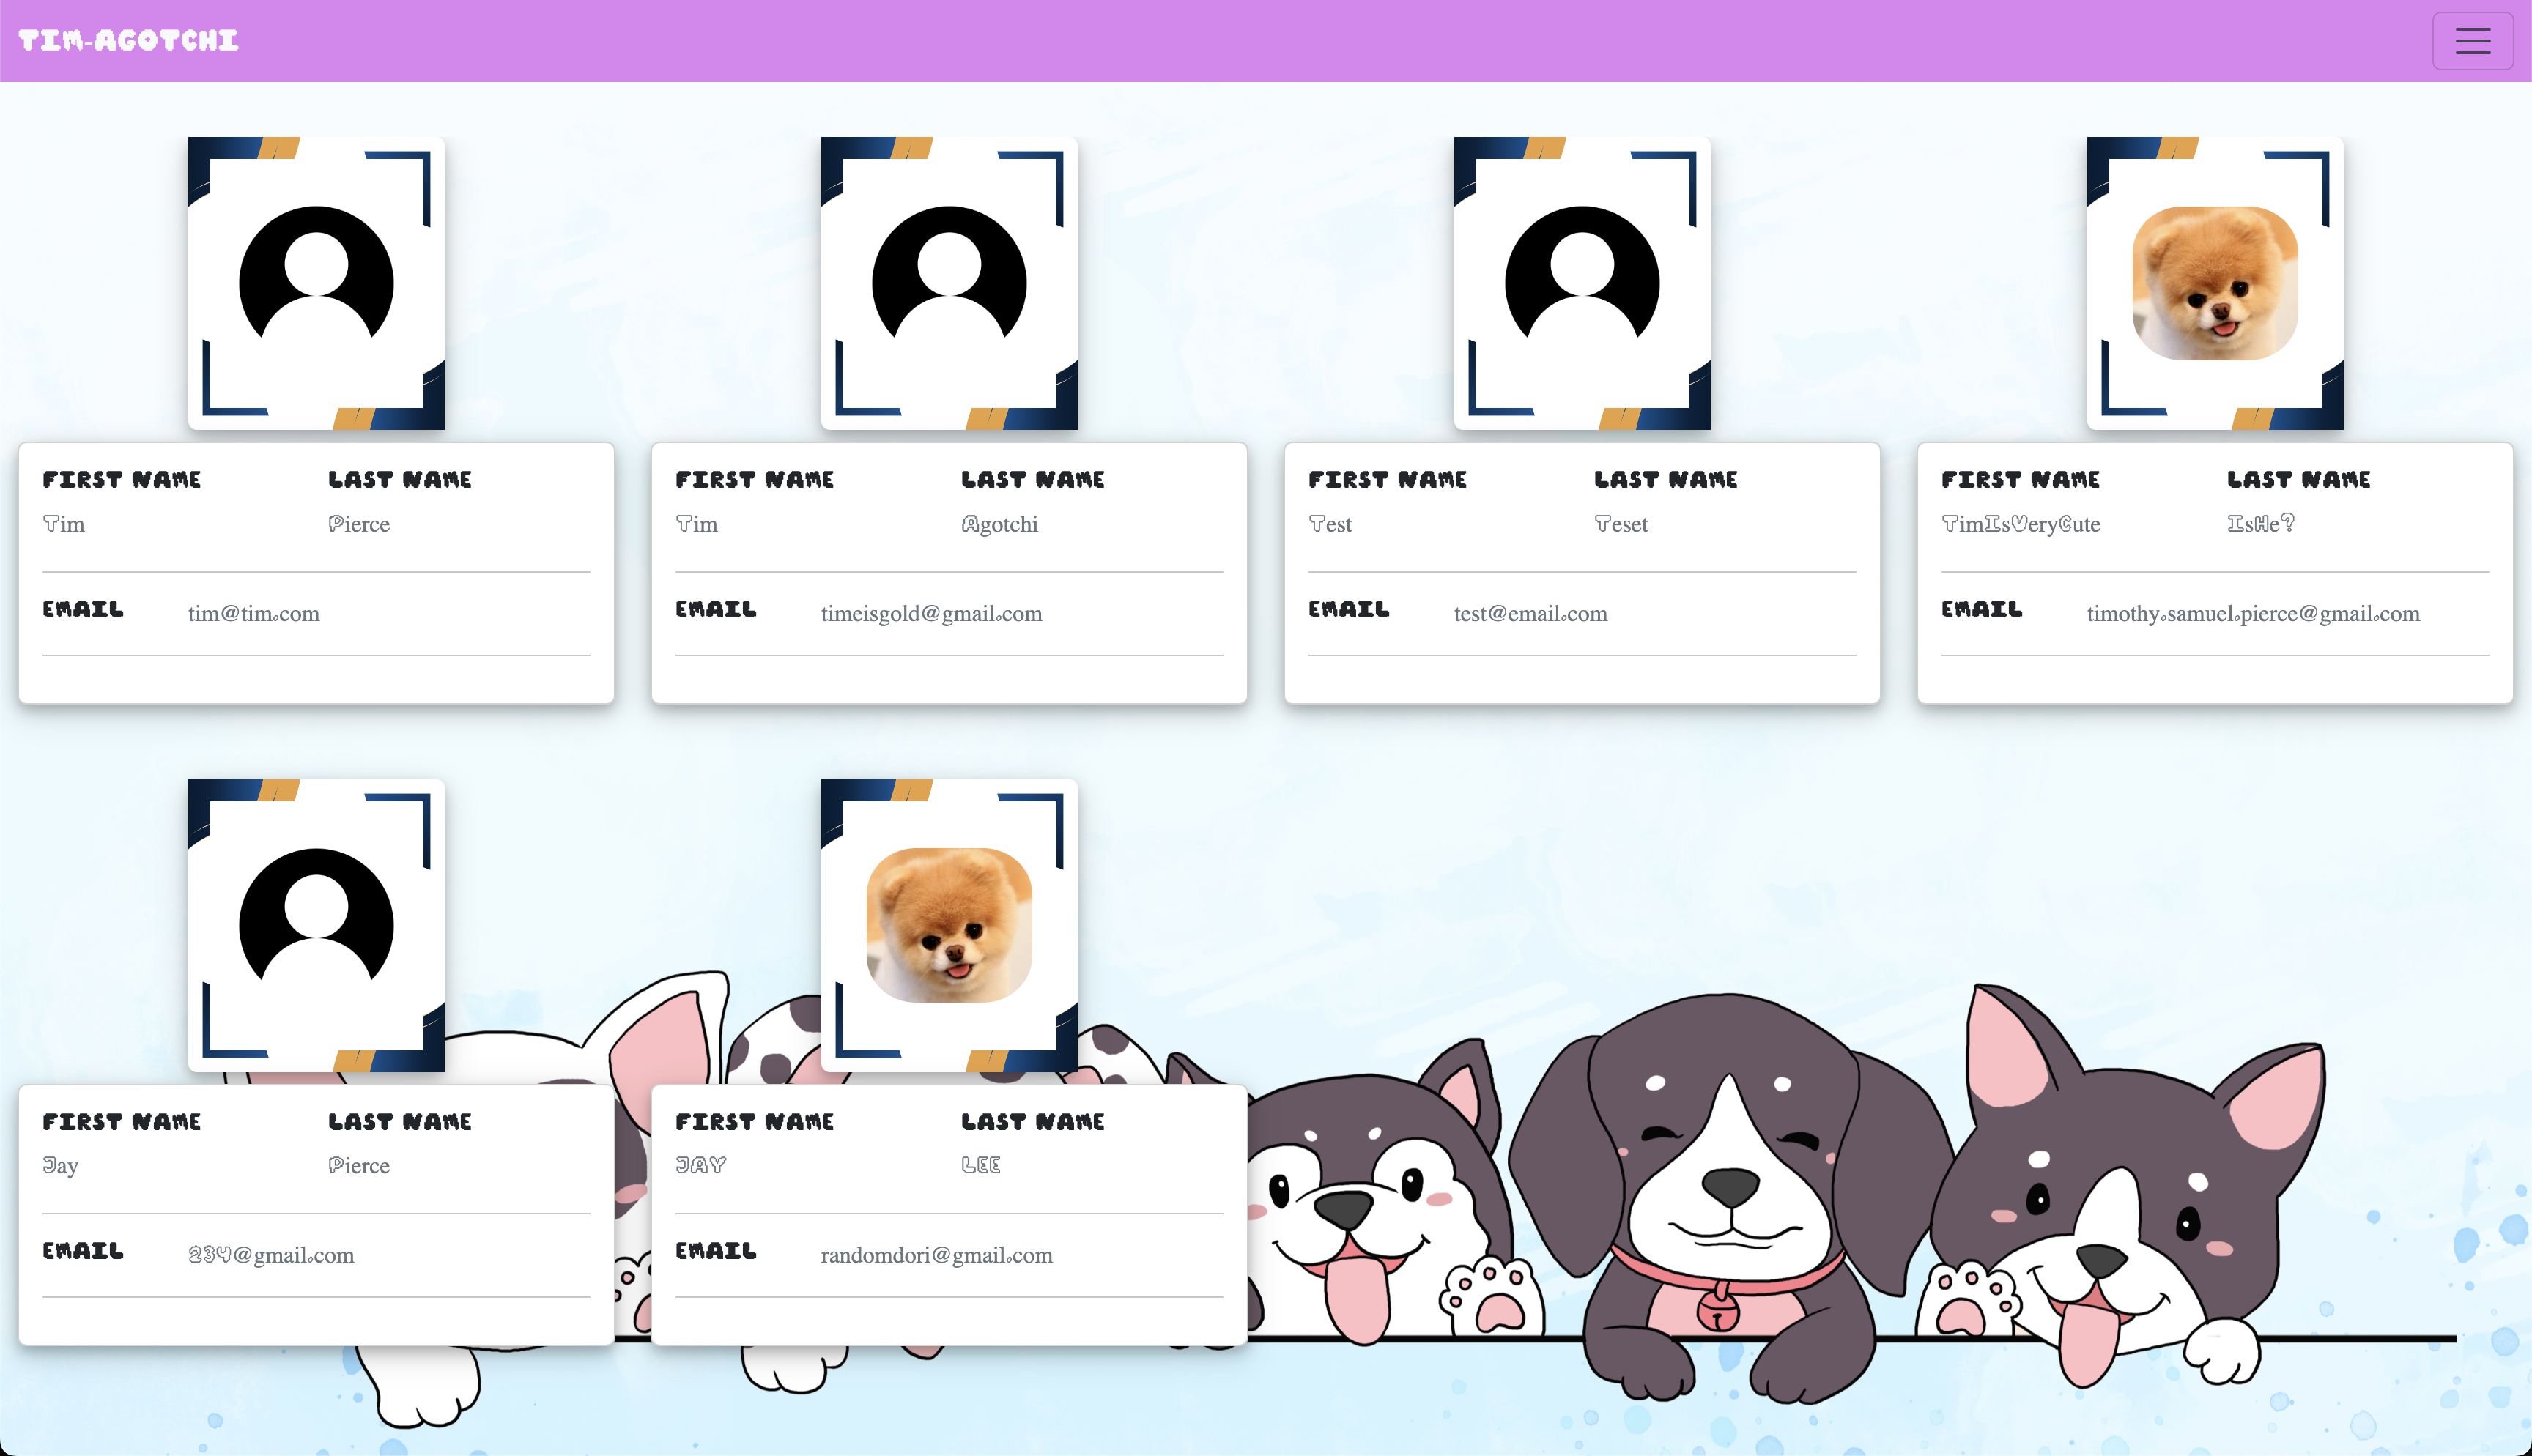 TIM-AGOTCHI
FIRST NAME LAST NAME
Tim Pierce
EMAIL tim@tim.com
FIRST NAME LAST NAME
Tim Agotchi
EMAIL timeisgold@gmail.com
FIRST NAME LAST NAME
Test Teset
EMAIL test@email.com
FIRST NAME LAST NAME
TimIsVeryCute IsHe?
EMAIL timothy.samuel.pierce@gmail.com
FIRST NAME LAST NAME
Jay Pierce
EMAIL 234@gmail.com
FIRST NAME LAST NAME
JAY LEE
EMAIL randomdori@gmail.com